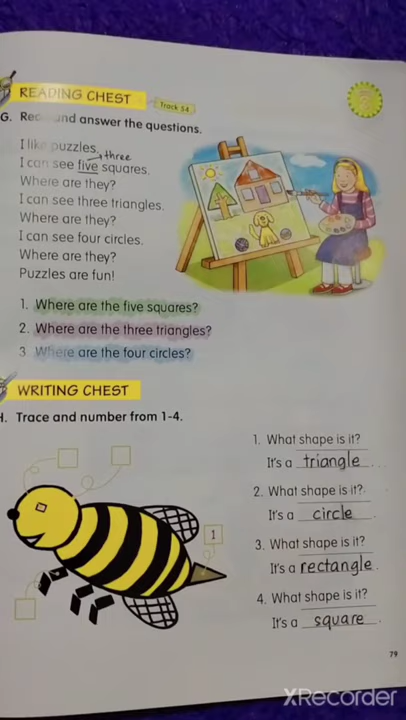 READING CHEST
Track 54
G. Read and answer the questions.
I like puzzles.
three
I can see five squares.
Where are they?
I can see three triangles.
Where are they?
I can see four circles.
Where are they?
Puzzles are fun!
1. Where are the five squares?
2. Where are the three triangles?
3 Where are the four circles?
WRITING CHEST
H. Trace and number from 1-4.
1
1. What shape is it?
It's a triangle.
2. What shape is it?
It's a circle.
3. What shape is it?
It's a rectangle.
4. What shape is it?
It's a square.
79
XRecorder